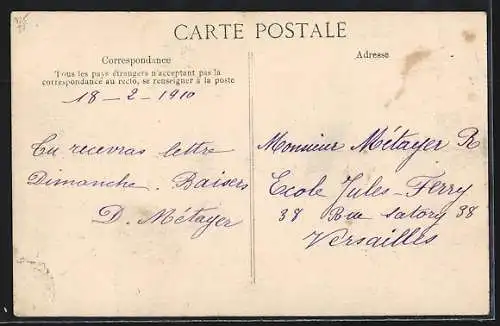 CARTE POSTALE
Correspondance
Tous les pays étrangers n'acceptant pas la
correspondance au recto, se renseigner à la poste
18 - 2 - 1910
Tu recevras lettre
Dimanche. Baisers
D. Métayer
Adresse
Monsieur Métayer R
Ecole Jules-Ferry
38 Rue Satory 38
Versailles